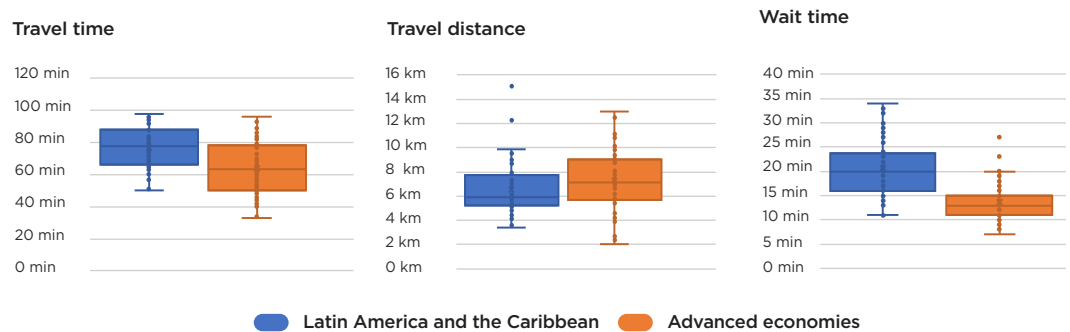 Travel time
120 min
100 min
80 min
60 min
40 min
20 min
0 min
Travel distance
16 km
14 km
12 km
10 km
8 km
6 km
4 km
2 km
0 km
Wait time
40 min
35 min
30 min
25 min
20 min
15 min
10 min
5 min
0 min
Latin America and the Caribbean
Advanced economies